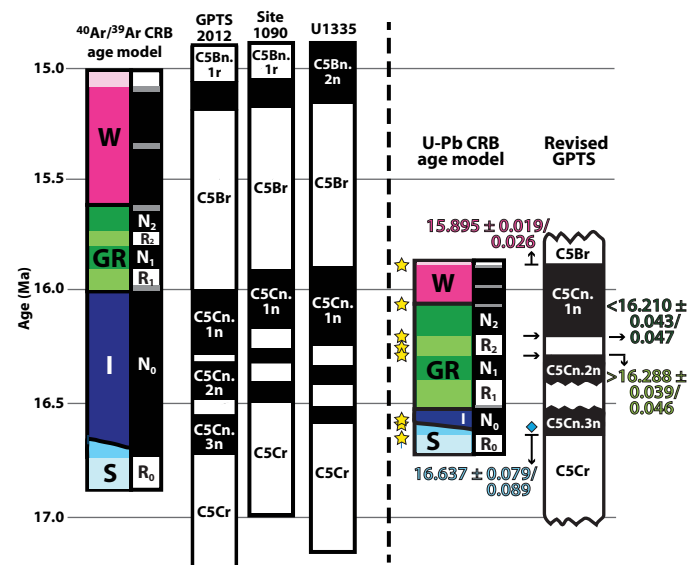 ⁴⁰Ar/³⁹Ar CRB
age model
GPTS
2012
Site
1090
U1335
Age (Ma)
15.0
15.5
16.0
16.5
17.0
W
GR
I
S
N₂
R₂
N₁
R₁
N₀
R₀
C5Bn.
1r
C5Br
C5Cn.
1n
C5Cn.
2n
C5Cn.
3n
C5Cr
C5Bn.
1r
C5Br
C5Cn.
1n
C5Cr
C5Bn.
2n
C5Br
C5Cn.
1n
C5Cr
U-Pb CRB
age model
Revised
GPTS
15.895 ± 0.019/
0.026
W
GR
I
S
N₂
R₂
N₁
R₁
N₀
R₀
16.637 ± 0.079/
0.089
C5Br
C5Cn.
1n
C5Cn.2n
C5Cn.3n
C5Cr
<16.210 ±
0.043/
0.047
>16.288 ±
0.039/
0.046